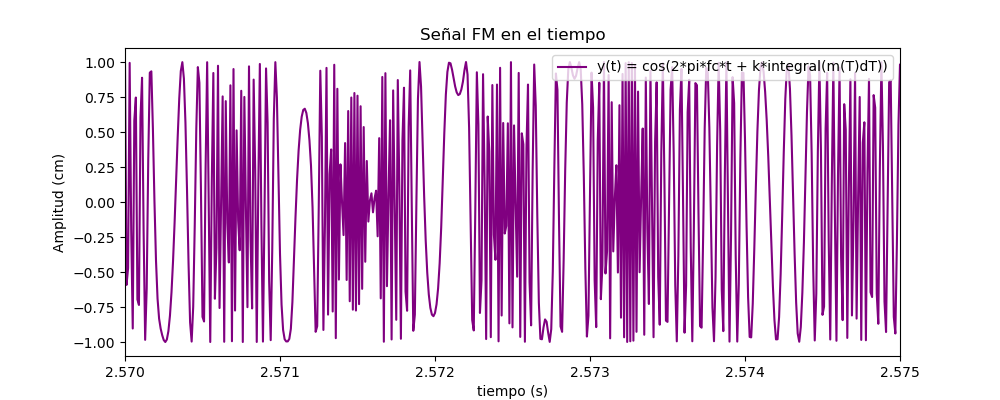 Señal FM en el tiempo
y(t) = cos(2*pi*fc*t + k*integral(m(T)dT))
Amplitud (cm)
1.00
0.75
0.50
0.25
0.00
−0.25
−0.50
−0.75
−1.00
2.570 2.571 2.572 2.573 2.574 2.575
tiempo (s)